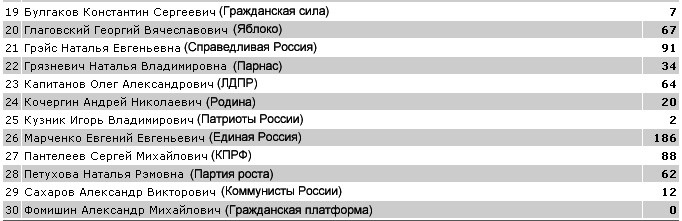 19 Булгаков Константин Сергеевич (Гражданская сила) 7
20 Глаговский Георгий Вячеславович (Яблоко) 67
21 Грэйс Наталья Евгеньевна (Справедливая Россия) 91
22 Грязневич Наталья Владимировна (Парнас) 34
23 Капитанов Олег Александрович (ЛДПР) 64
24 Кочергин Андрей Николаевич (Родина) 20
25 Кузник Игорь Владимирович (Патриоты России) 2
26 Марченко Евгений Евгеньевич (Единая Россия) 186
27 Пантелеев Сергей Михайлович (КПРФ) 88
28 Петухова Наталья Рэмовна (Партия роста) 62
29 Сахаров Александр Викторович (Коммунисты России) 12
30 Фомишин Александр Михайлович (Гражданская платформа) 0